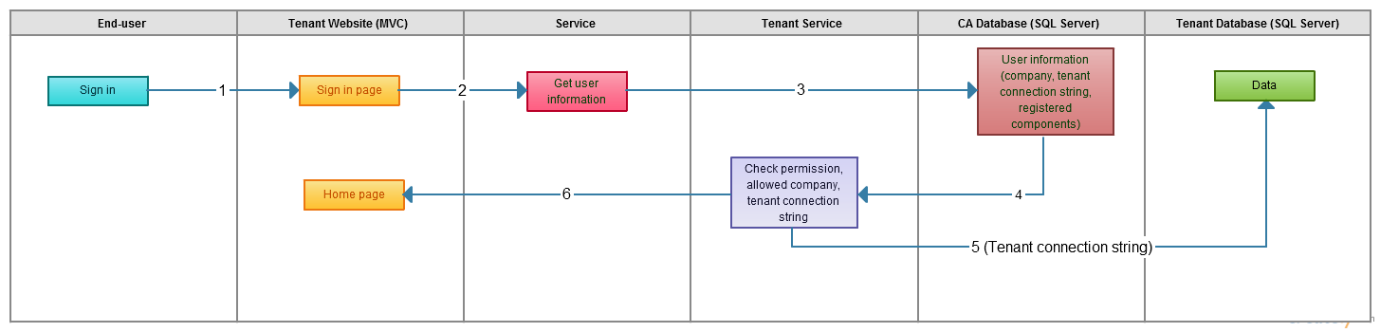 End-user
Tenant Website (MVC)
Service
Tenant Service
CA Database (SQL Server)
Tenant Database (SQL Server)
Sign in
1
Sign in page
2
Get user
information
3
User information
(company, tenant
connection string,
registered
components)
Data
Home page
6
Check permission,
allowed company,
tenant connection
string
4
5 (Tenant connection string)